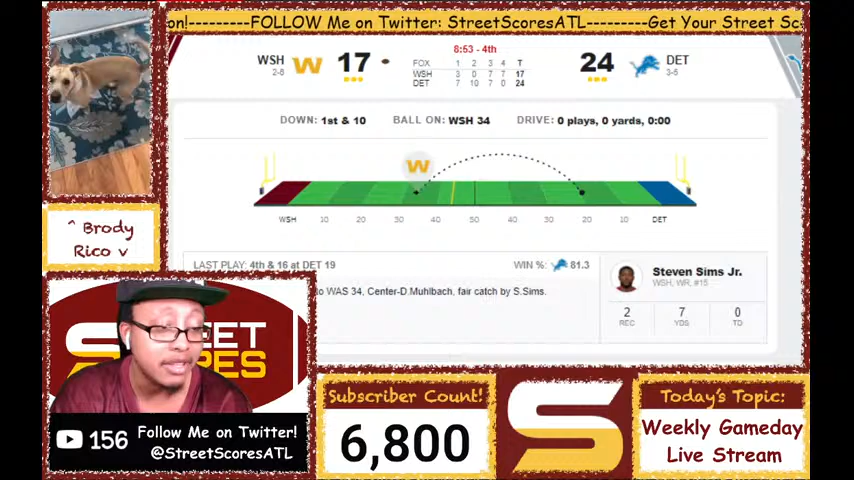 on!---------FOLLOW Me on Twitter: StreetScoresATL---------Get Your Street Sc
WSH
2-6
W
17
8:53 - 4th
FOX 1 2 3 4 T
WSH 3 0 7 7 17
DET 7 10 7 0 24
24
DET
3-5
DOWN: 1st & 10
BALL ON: WSH 34
DRIVE: 0 plays, 0 yards, 0:00
W
WSH 10 20 30 40 50 40 30 20 10 DET
LAST PLAY: 4th & 16 at DET 19
WIN %: 81.3
to WAS 34, Center-D.Muhlbach, fair catch by S.Sims.
Steven Sims Jr.
WSH, WR, #15
2 7 0
REC YDS TD
^ Brody
Rico v
STREET
SCORES
156
Follow Me on Twitter!
@StreetScoresATL
Subscriber Count!
6,800
S
Today's Topic:
Weekly Gameday
Live Stream